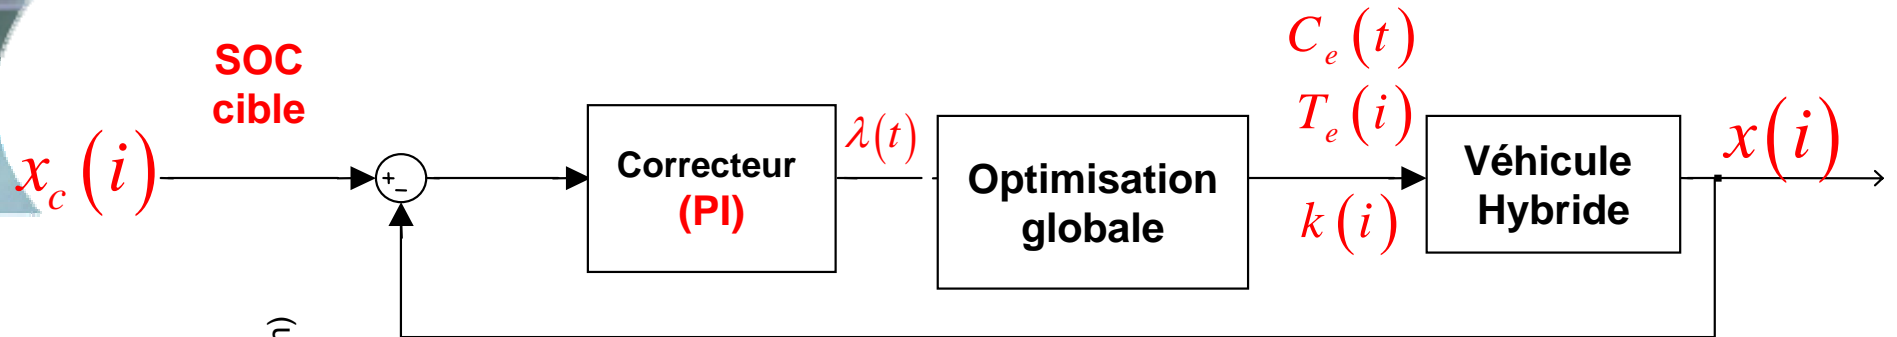 SOC
cible
x_c(i)
+
−
Correcteur
(PI)
λ(t)
Optimisation
globale
C_e(t)
T_e(i)
k(i)
Véhicule
Hybride
x(i)